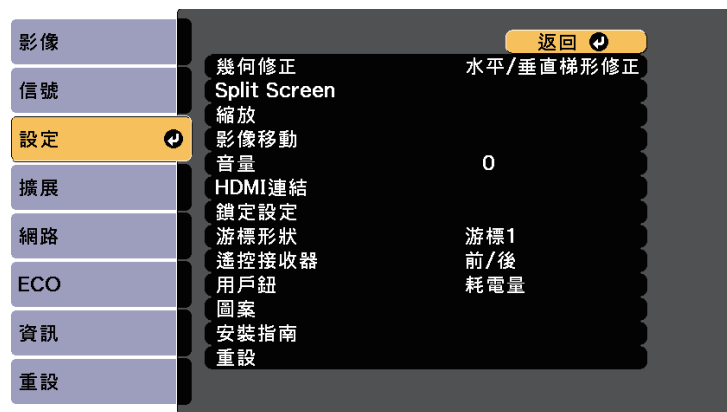 影像
信號
設定
擴展
網路
ECO
資訊
重設
返回
幾何修正 水平/垂直梯形修正
Split Screen
縮放
影像移動
音量 0
HDMI連結
鎖定設定
游標形狀 游標1
遙控接收器 前/後
用戶鈕 耗電量
圖案
安裝指南
重設